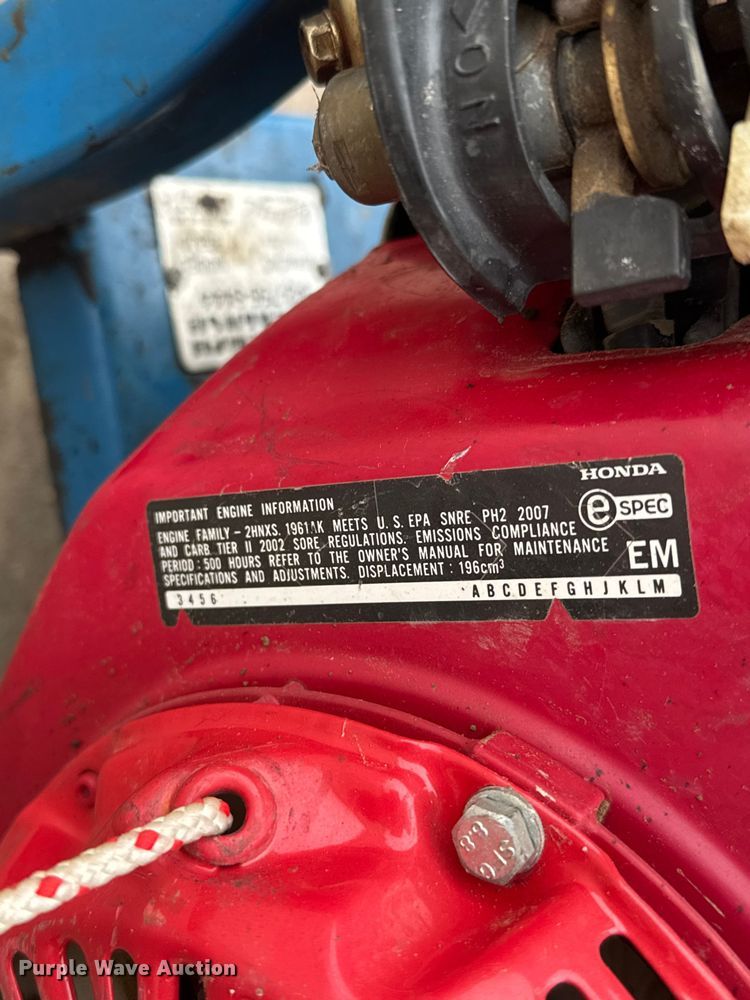 HONDA
IMPORTANT ENGINE INFORMATION
e SPEC
ENGINE FAMILY - 2HNXS. 1961AK MEETS U.S. EPA SNRE PH2 2007
AND CARB TIER II 2002 SORE REGULATIONS. EMISSIONS COMPLIANCE
PERIOD: 500 HOURS REFER TO THE OWNER'S MANUAL FOR MAINTENANCE
SPECIFICATIONS AND ADJUSTMENTS. DISPLACEMENT : 196cm³
EM
3456 ABCDEFGHJKLM
8.8
Purple Wave Auction